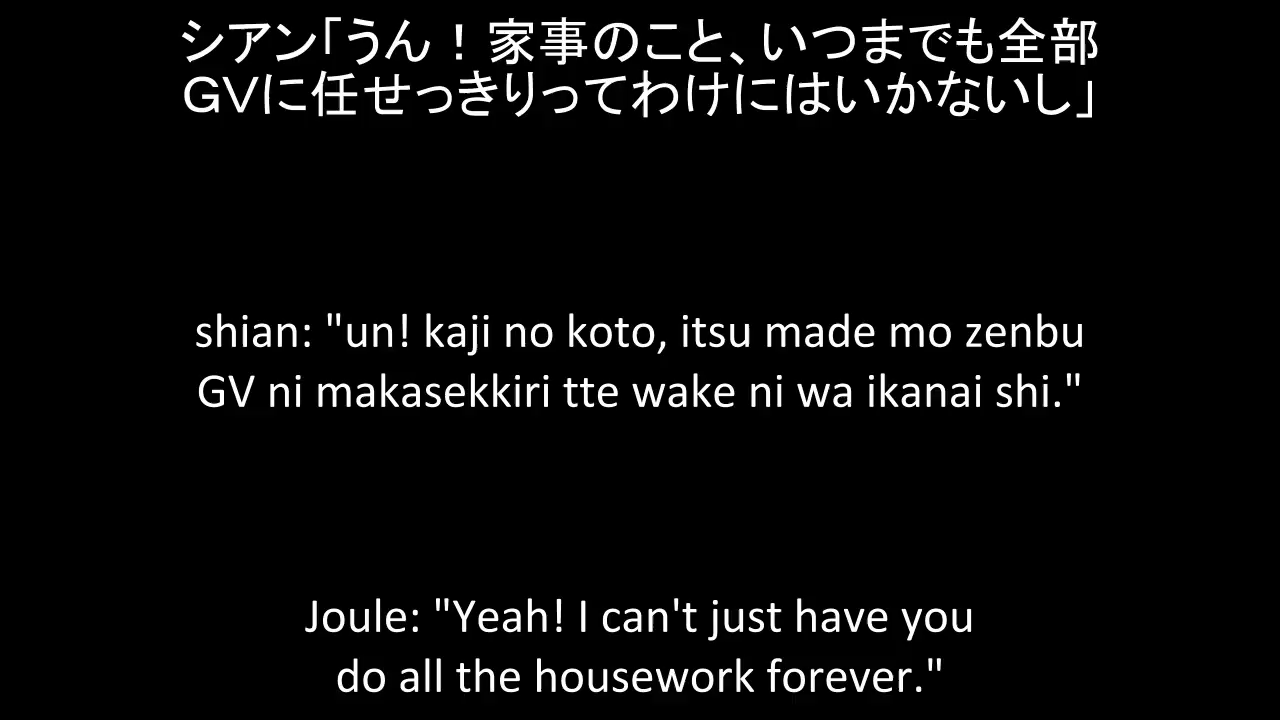 シアン「うん！家事のこと、いつまでも全部
ＧＶに任せっきりってわけにはいかないし」
shian: "un! kaji no koto, itsu made mo zenbu
GV ni makasekkiri tte wake ni wa ikanai shi."
Joule: "Yeah! I can't just have you
do all the housework forever."